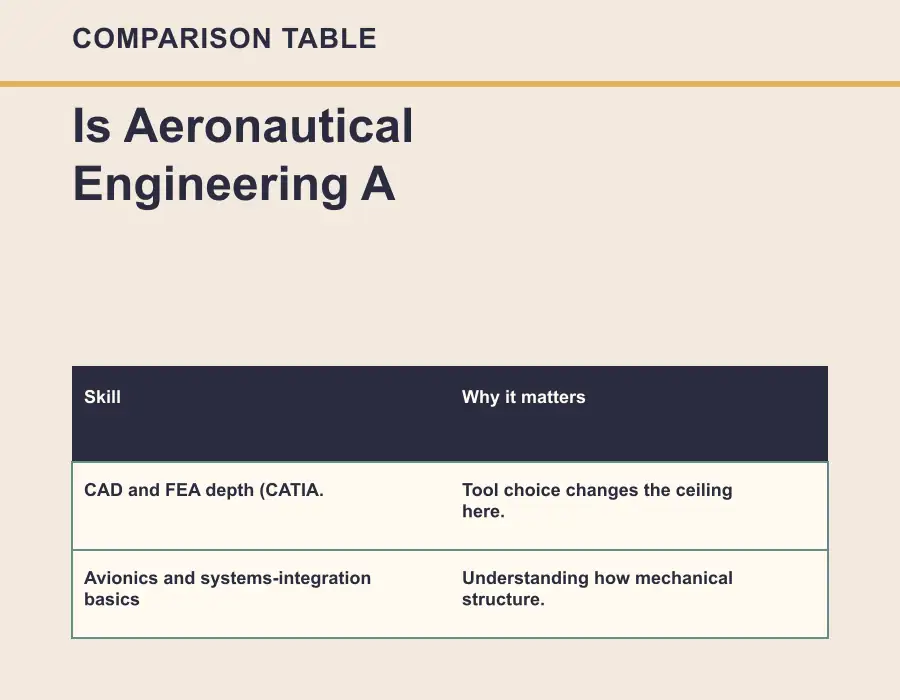 COMPARISON TABLE
Is Aeronautical
Engineering A
Skill
Why it matters
CAD and FEA depth (CATIA.
Tool choice changes the ceiling
here.
Avionics and systems-integration
basics
Understanding how mechanical
structure.